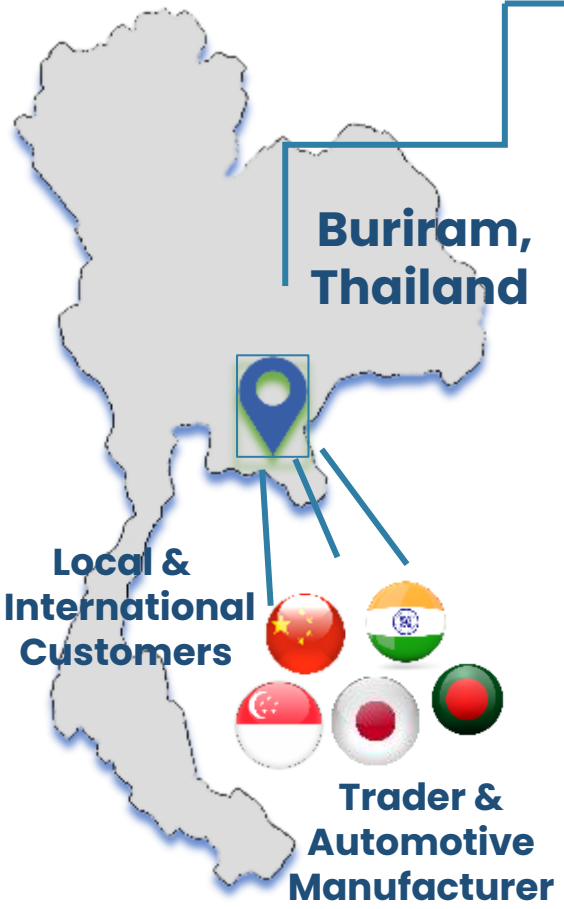 Buriram,
Thailand
Local &
International
Customers
Trader &
Automotive
Manufacturer